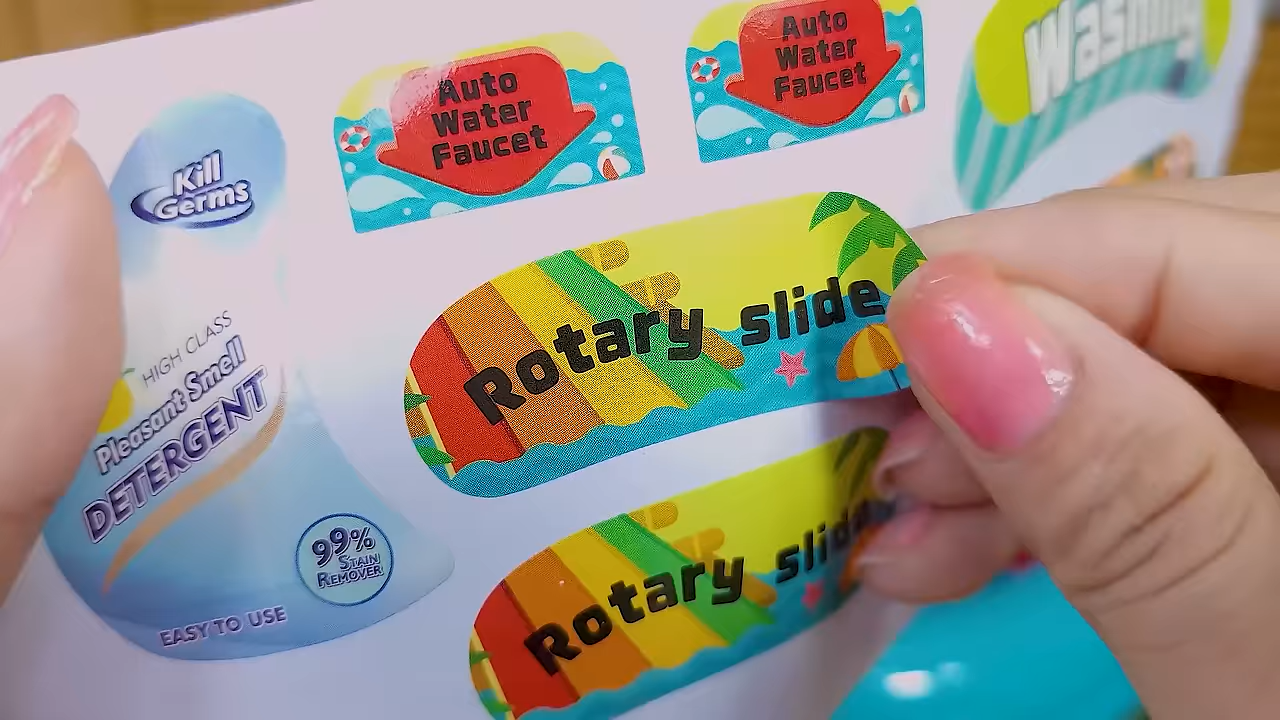 Kill
Germs
HIGH CLASS
Pleasant Smell
DETERGENT
99%
STAIN
REMOVER
EASY TO USE
Auto
Water
Faucet
Auto
Water
Faucet
Washing
Rotary slide
Rotary slide